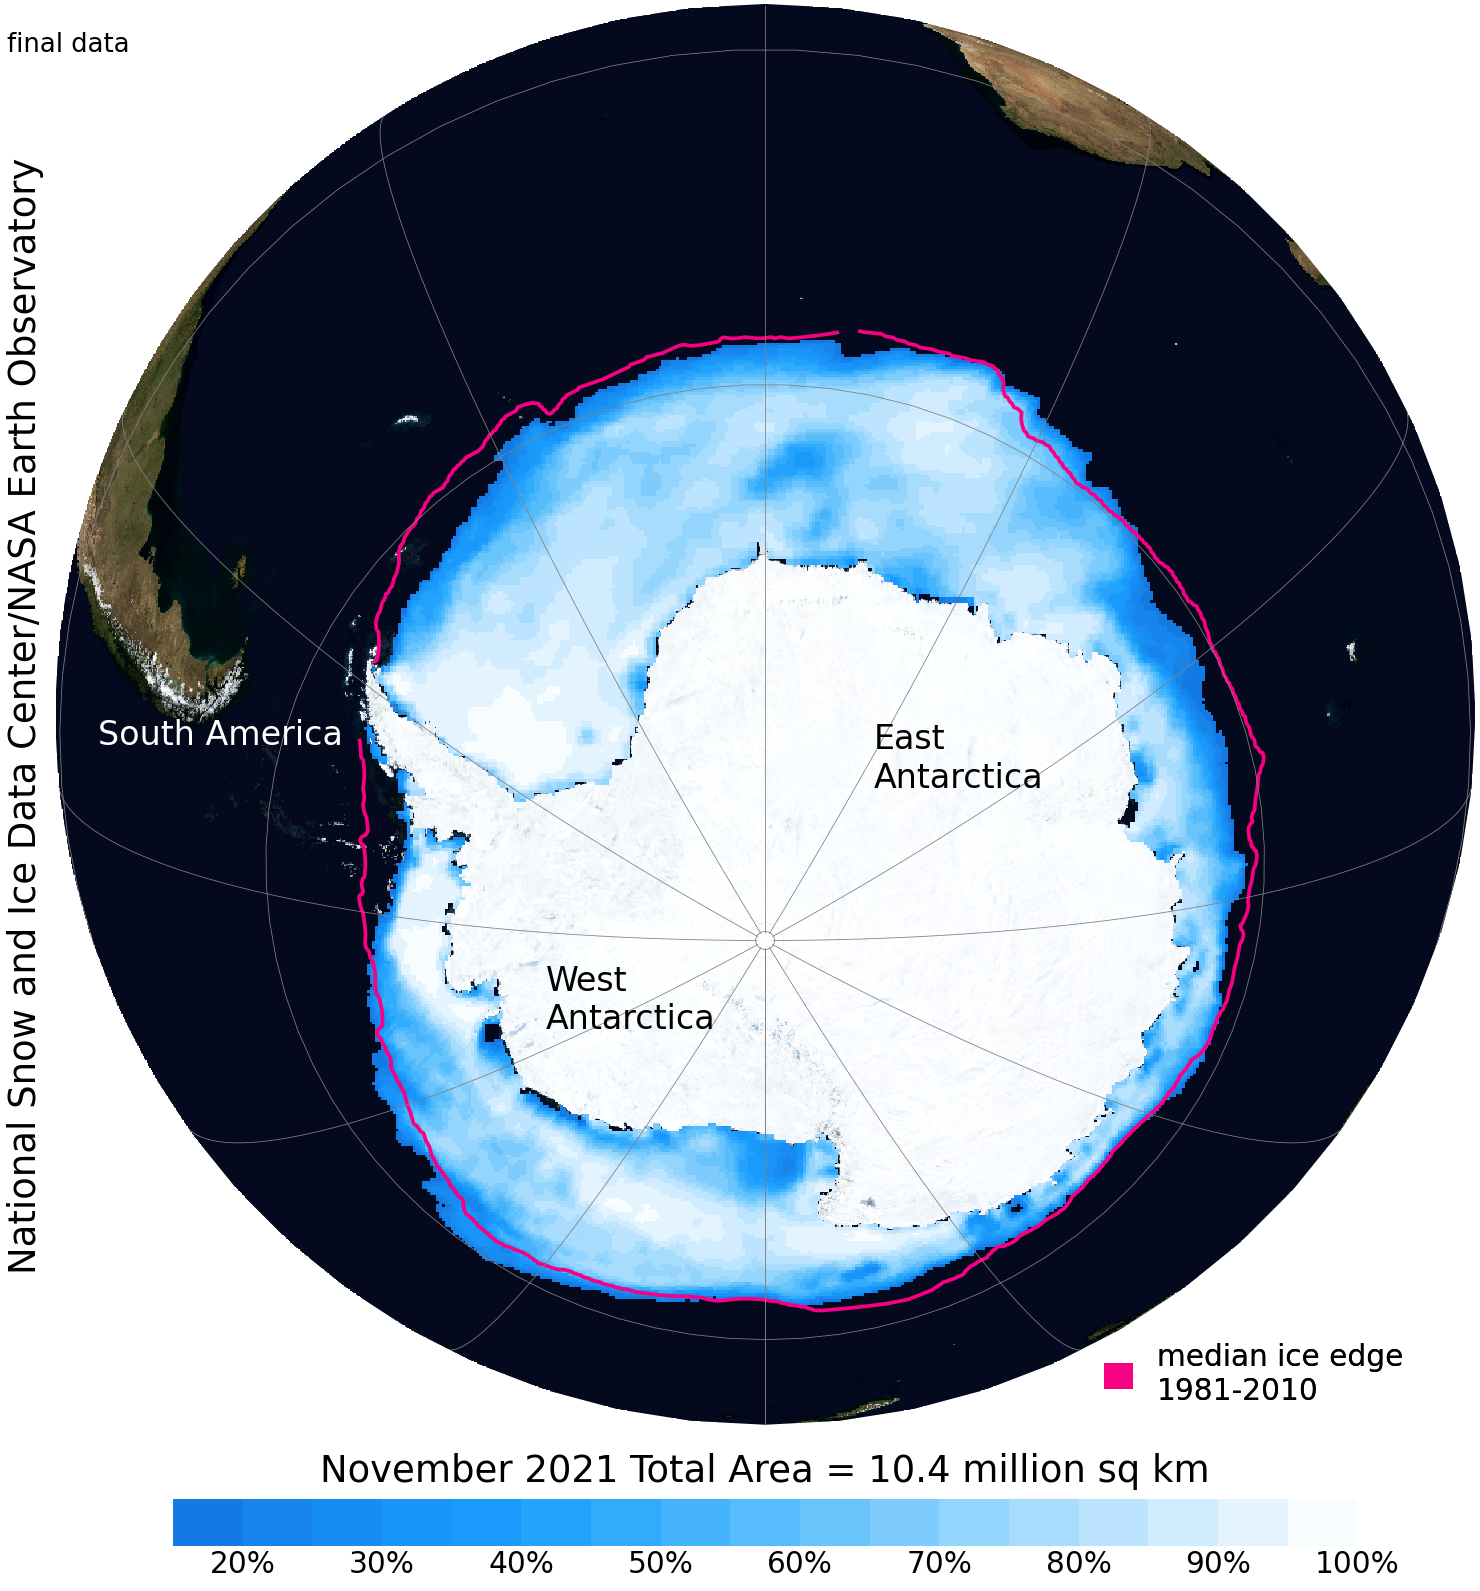 final data
National Snow and Ice Data Center/NASA Earth Observatory
South America
East
Antarctica
West
Antarctica
median ice edge
1981-2010
November 2021 Total Area = 10.4 million sq km
20% 30% 40% 50% 60% 70% 80% 90% 100%